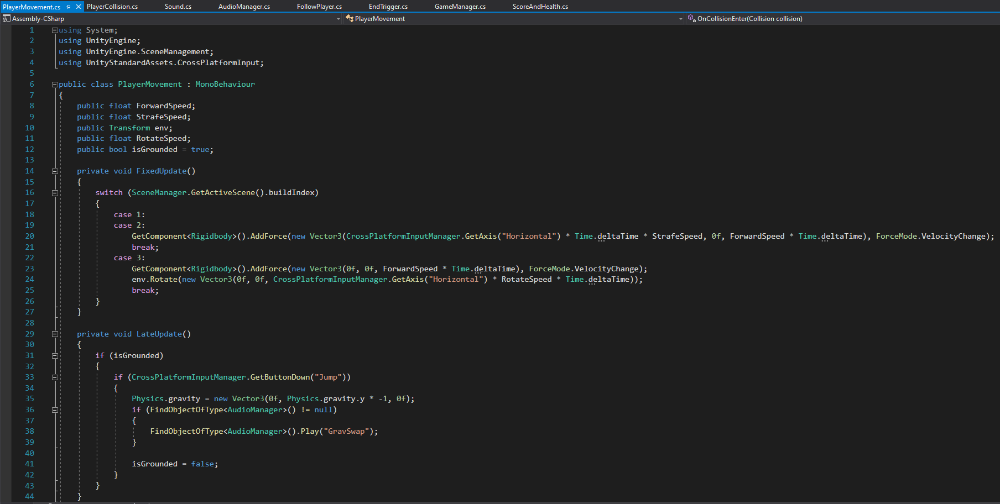 PlayerMovement.cs PlayerCollision.cs Sound.cs AudioManager.cs FollowPlayer.cs EndTrigger.cs GameManager.cs ScoreAndHealth.cs
Assembly-CSharp PlayerMovement OnCollisionEnter(Collision collision)
1 using System;
2 using UnityEngine;
3 using UnityEngine.SceneManagement;
4 using UnityStandardAssets.CrossPlatformInput;
5
6 public class PlayerMovement : MonoBehaviour
7 {
8 public float ForwardSpeed;
9 public float StrafeSpeed;
10 public Transform env;
11 public float RotateSpeed;
12 public bool isGrounded = true;
13
14 private void FixedUpdate()
15 {
16 switch (SceneManager.GetActiveScene().buildIndex)
17 {
18 case 1:
19 case 2:
20 GetComponent<Rigidbody>().AddForce(new Vector3(CrossPlatformInputManager.GetAxis("Horizontal") * Time.deltaTime * StrafeSpeed, 0f, ForwardSpeed * Time.deltaTime), ForceMode.VelocityChange);
21 break;
22 case 3:
23 GetComponent<Rigidbody>().AddForce(new Vector3(0f, 0f, ForwardSpeed * Time.deltaTime), ForceMode.VelocityChange);
24 env.Rotate(new Vector3(0f, 0f, CrossPlatformInputManager.GetAxis("Horizontal") * RotateSpeed * Time.deltaTime));
25 break;
26 }
27 }
28
29 private void LateUpdate()
30 {
31 if (isGrounded)
32 {
33 if (CrossPlatformInputManager.GetButtonDown("Jump"))
34 {
35 Physics.gravity = new Vector3(0f, Physics.gravity.y * -1, 0f);
36 if (FindObjectOfType<AudioManager>() != null)
37 {
38 FindObjectOfType<AudioManager>().Play("GravSwap");
39 }
40
41 isGrounded = false;
42 }
43 }
44 }